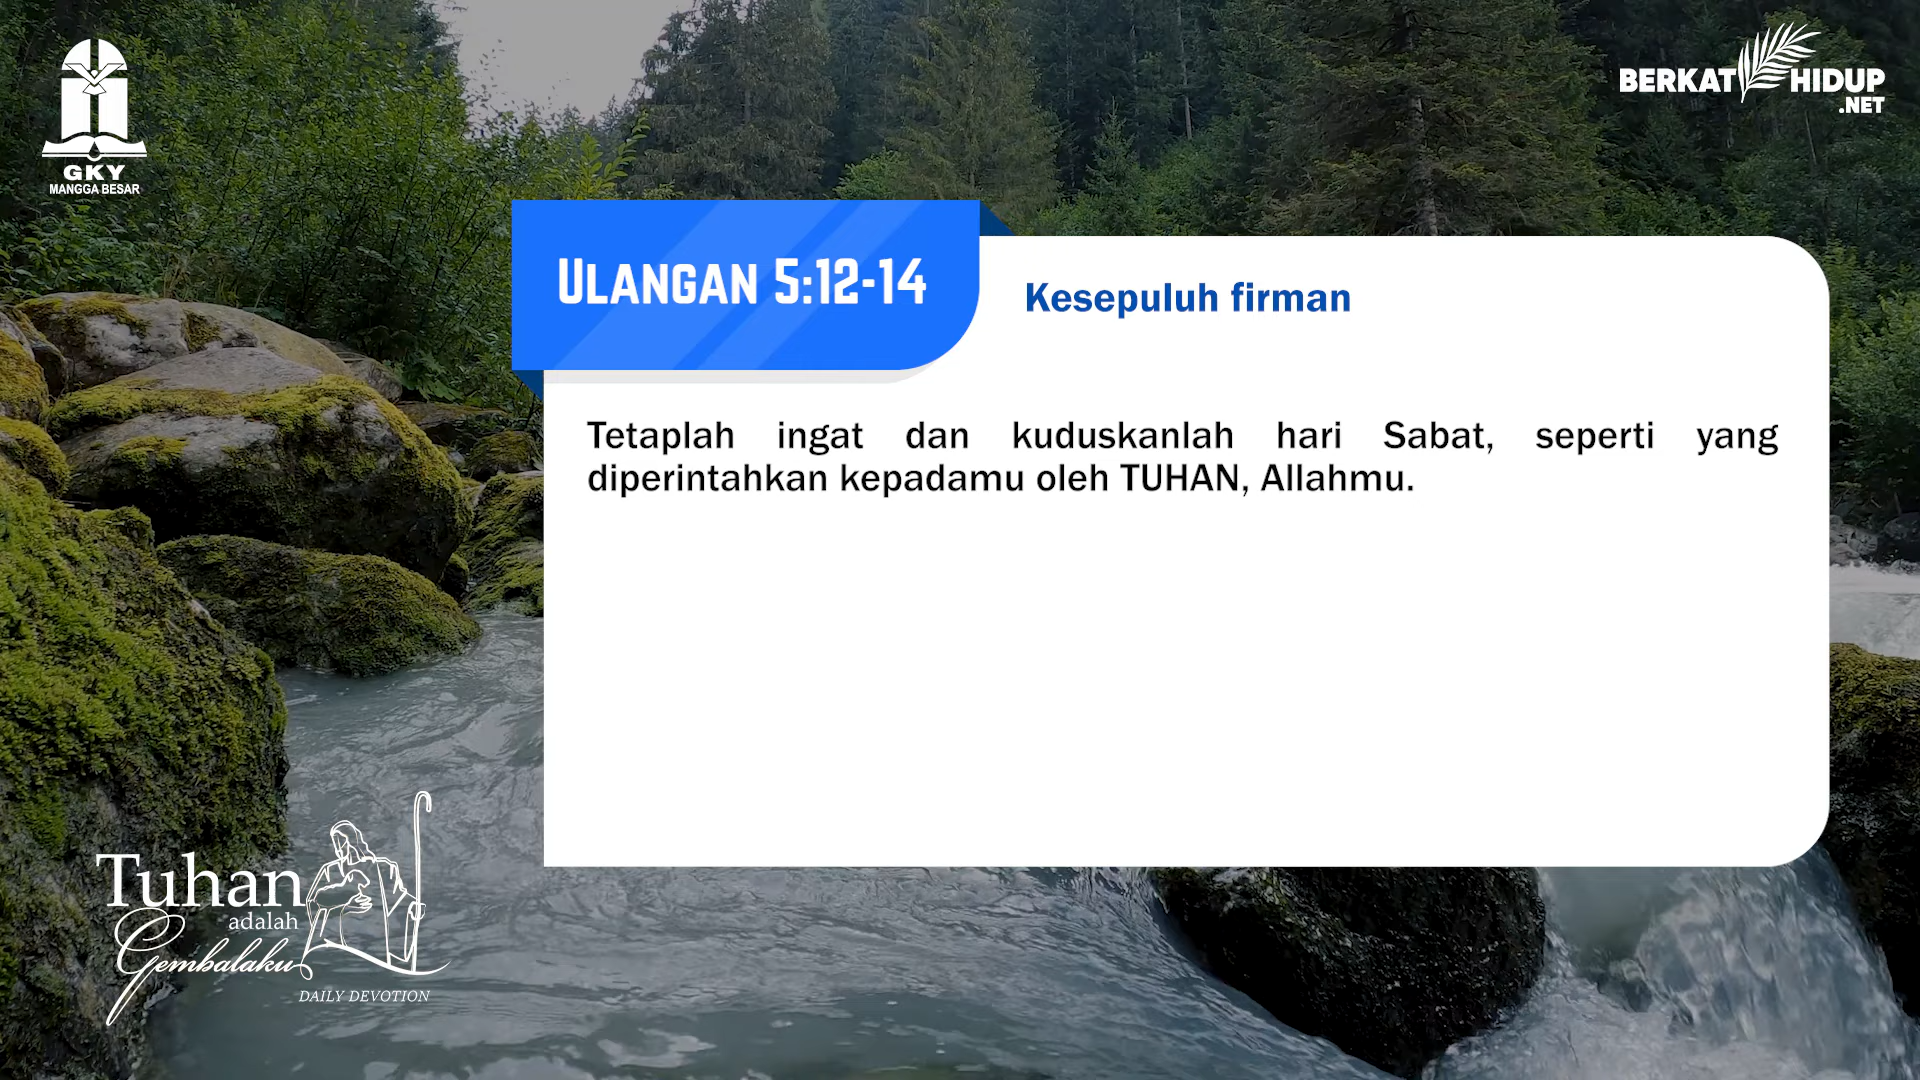 GKY
MANGGA BESAR
BERKAT HIDUP
.NET
ULANGAN 5:12-14
Kesepuluh firman
Tetaplah ingat dan kuduskanlah hari Sabat, seperti yang
diperintahkan kepadamu oleh TUHAN, Allahmu.
Tuhan
adalah
Gembalaku
DAILY DEVOTION